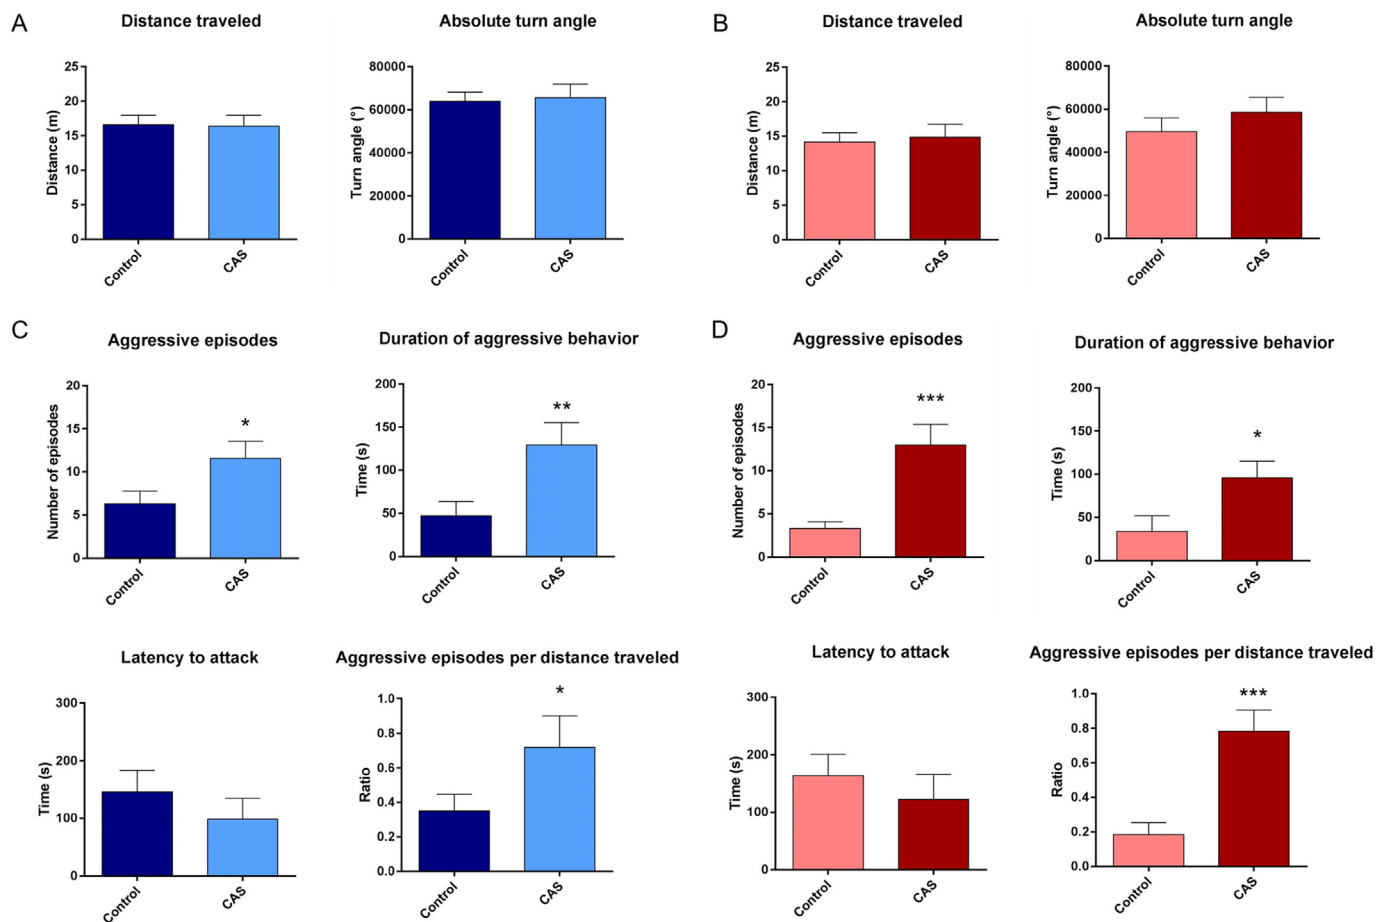 A
Distance traveled
Distance (m)
25
20
15
10
5
0
Control
CAS
Absolute turn angle
Turn angle (°)
80000
60000
40000
20000
0
Control
CAS
B
Distance traveled
Distance (m)
25
20
15
10
5
0
Control
CAS
Absolute turn angle
Turn angle (°)
80000
60000
40000
20000
0
Control
CAS
C
Aggressive episodes
Number of episodes
20
15
10
5
0
*
Control
CAS
Duration of aggressive behavior
Time (s)
200
150
100
50
0
**
Control
CAS
Latency to attack
Time (s)
300
200
100
0
Control
CAS
Aggressive episodes per distance traveled
Ratio
1.0
0.8
0.6
0.4
0.2
0.0
*
Control
CAS
D
Aggressive episodes
Number of episodes
20
15
10
5
0
***
Control
CAS
Duration of aggressive behavior
Time (s)
200
150
100
50
0
*
Control
CAS
Latency to attack
Time (s)
300
200
100
0
Control
CAS
Aggressive episodes per distance traveled
Ratio
1.0
0.8
0.6
0.4
0.2
0.0
***
Control
CAS